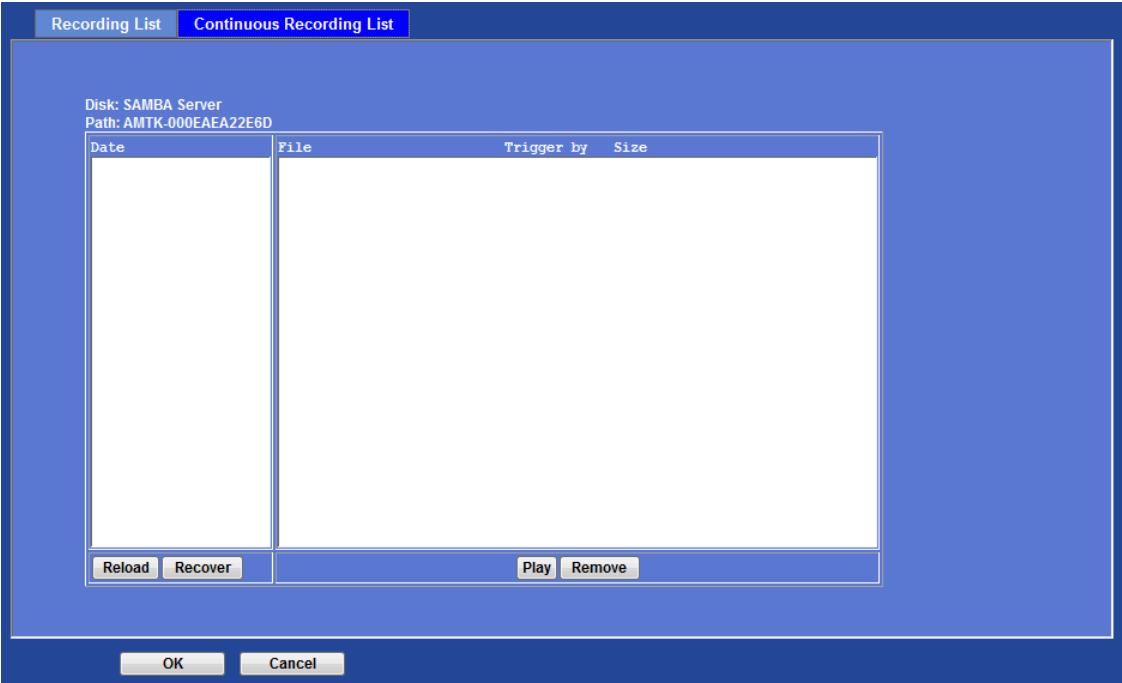 Recording List Continuous Recording List
Disk: SAMBA Server
Path: AMTK-000EAEA22E6D
Date File Trigger by Size
Reload Recover Play Remove
OK Cancel